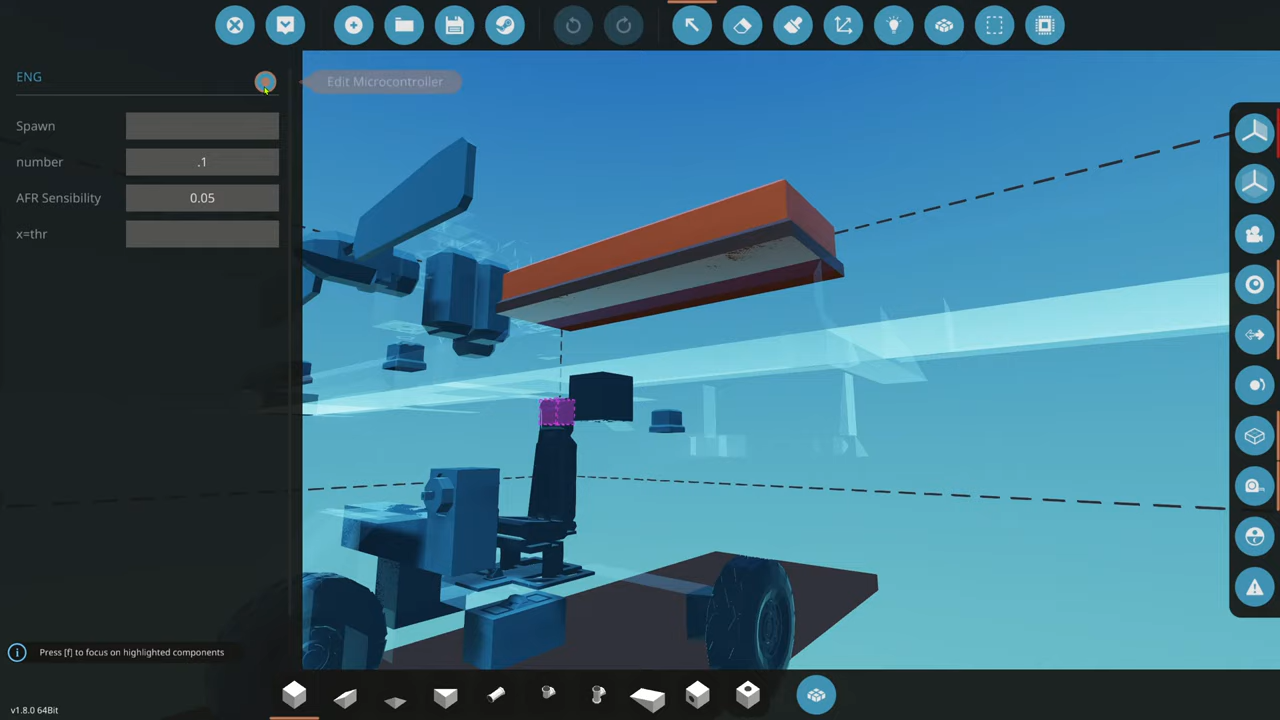 ENG
Edit Microcontroller
Spawn
number .1
AFR Sensibility 0.05
x=thr
Press [f] to focus on highlighted components
v1.8.0 64Bit